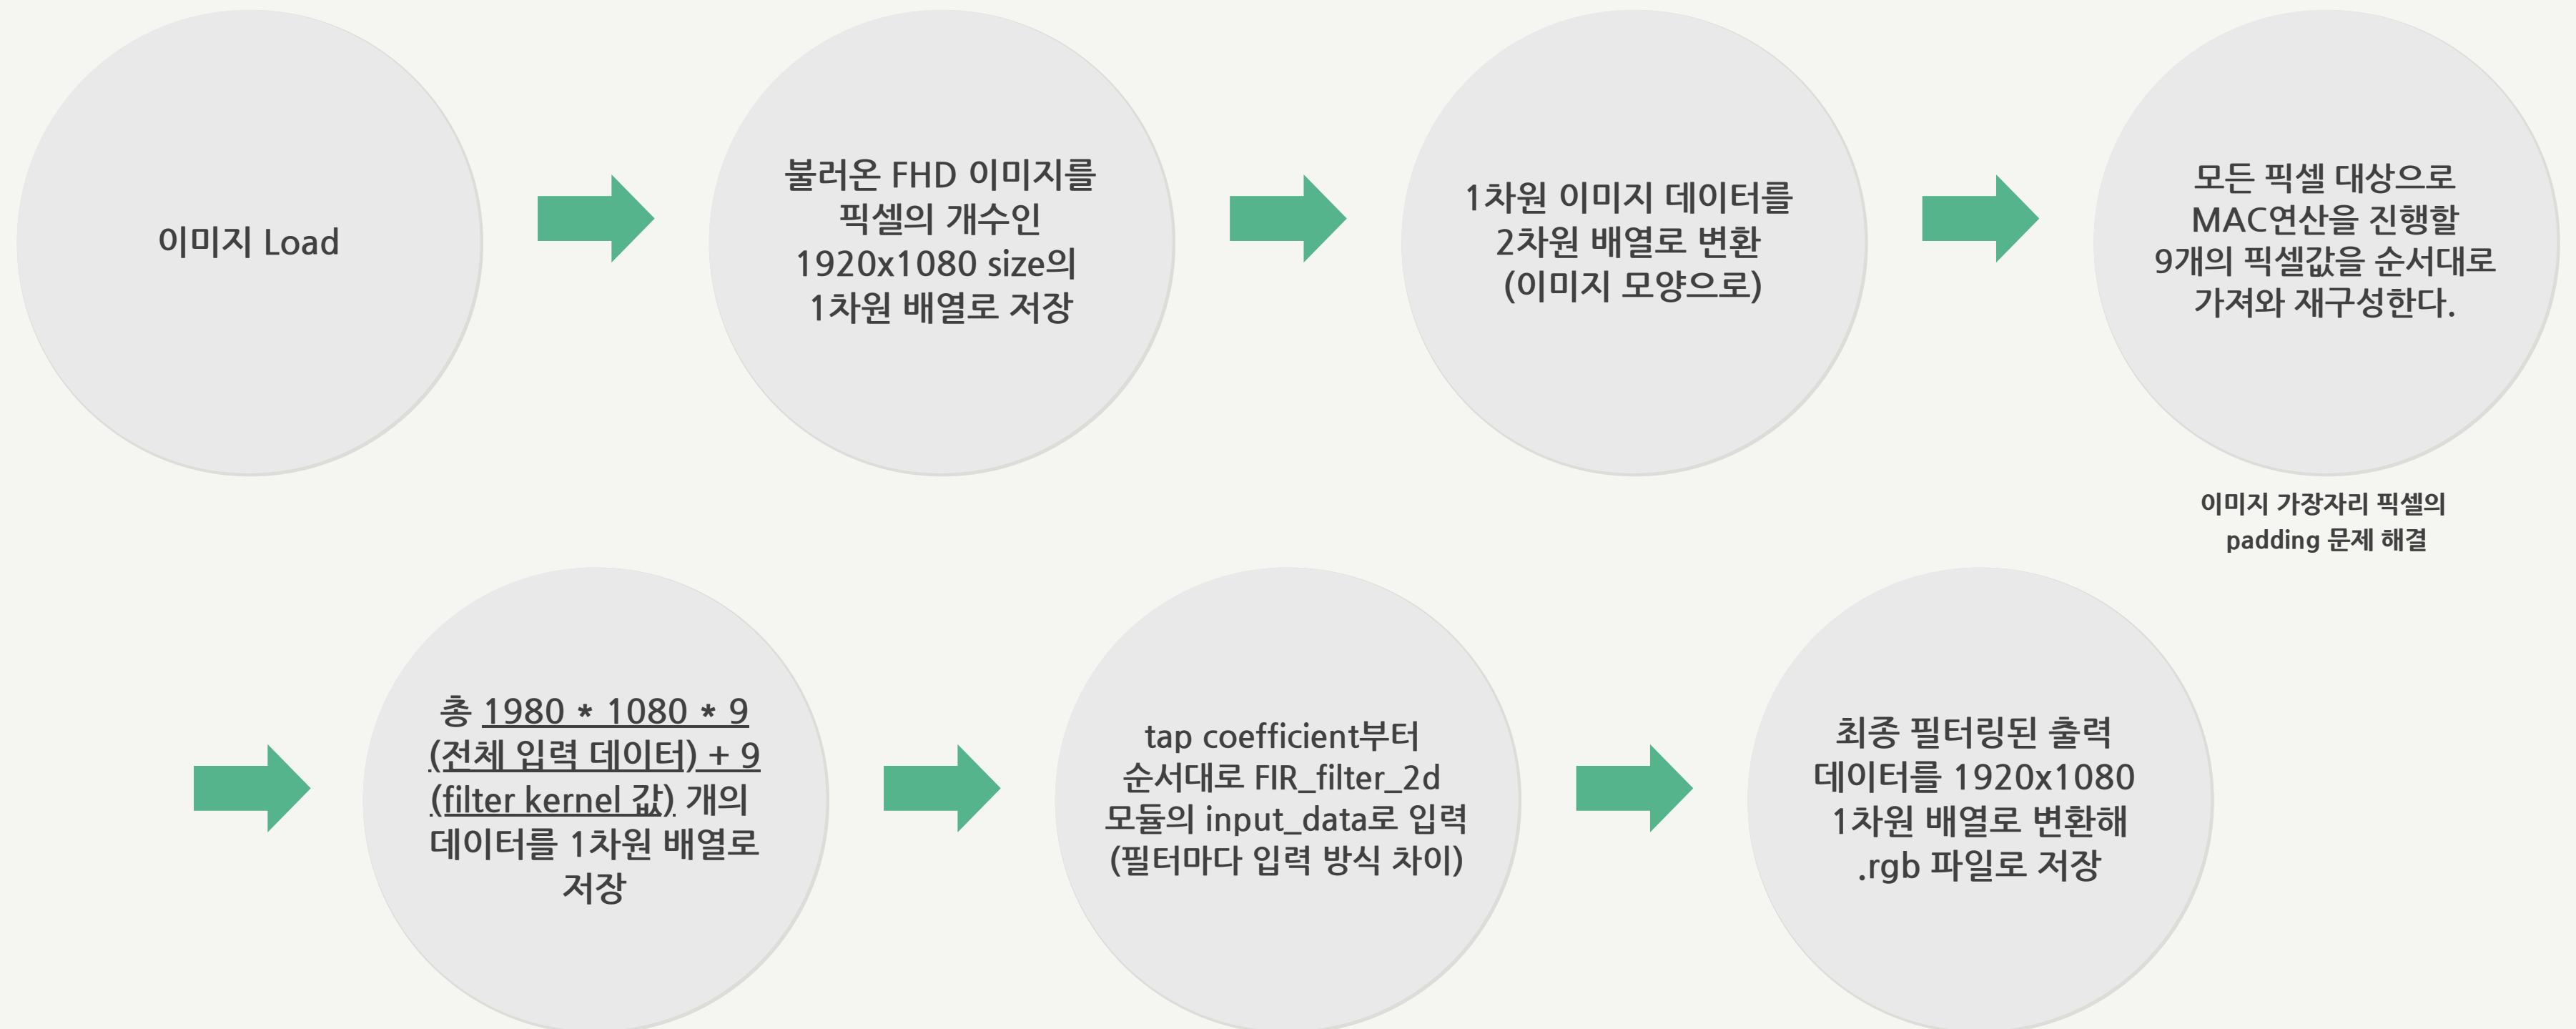 이미지 Load
불러온 FHD 이미지를
픽셀의 개수인
1920x1080 size의
1차원 배열로 저장
1차원 이미지 데이터를
2차원 배열로 변환
(이미지 모양으로)
모든 픽셀 대상으로
MAC연산을 진행할
9개의 픽셀값을 순서대로
가져와 재구성한다.
이미지 가장자리 픽셀의
padding 문제 해결
총 1980 * 1080 * 9
(전체 입력 데이터) + 9
(filter kernel 값) 개의
데이터를 1차원 배열로
저장
tap coefficient부터
순서대로 FIR_filter_2d
모듈의 input_data로 입력
(필터마다 입력 방식 차이)
최종 필터링된 출력
데이터를 1920x1080
1차원 배열로 변환해
.rgb 파일로 저장